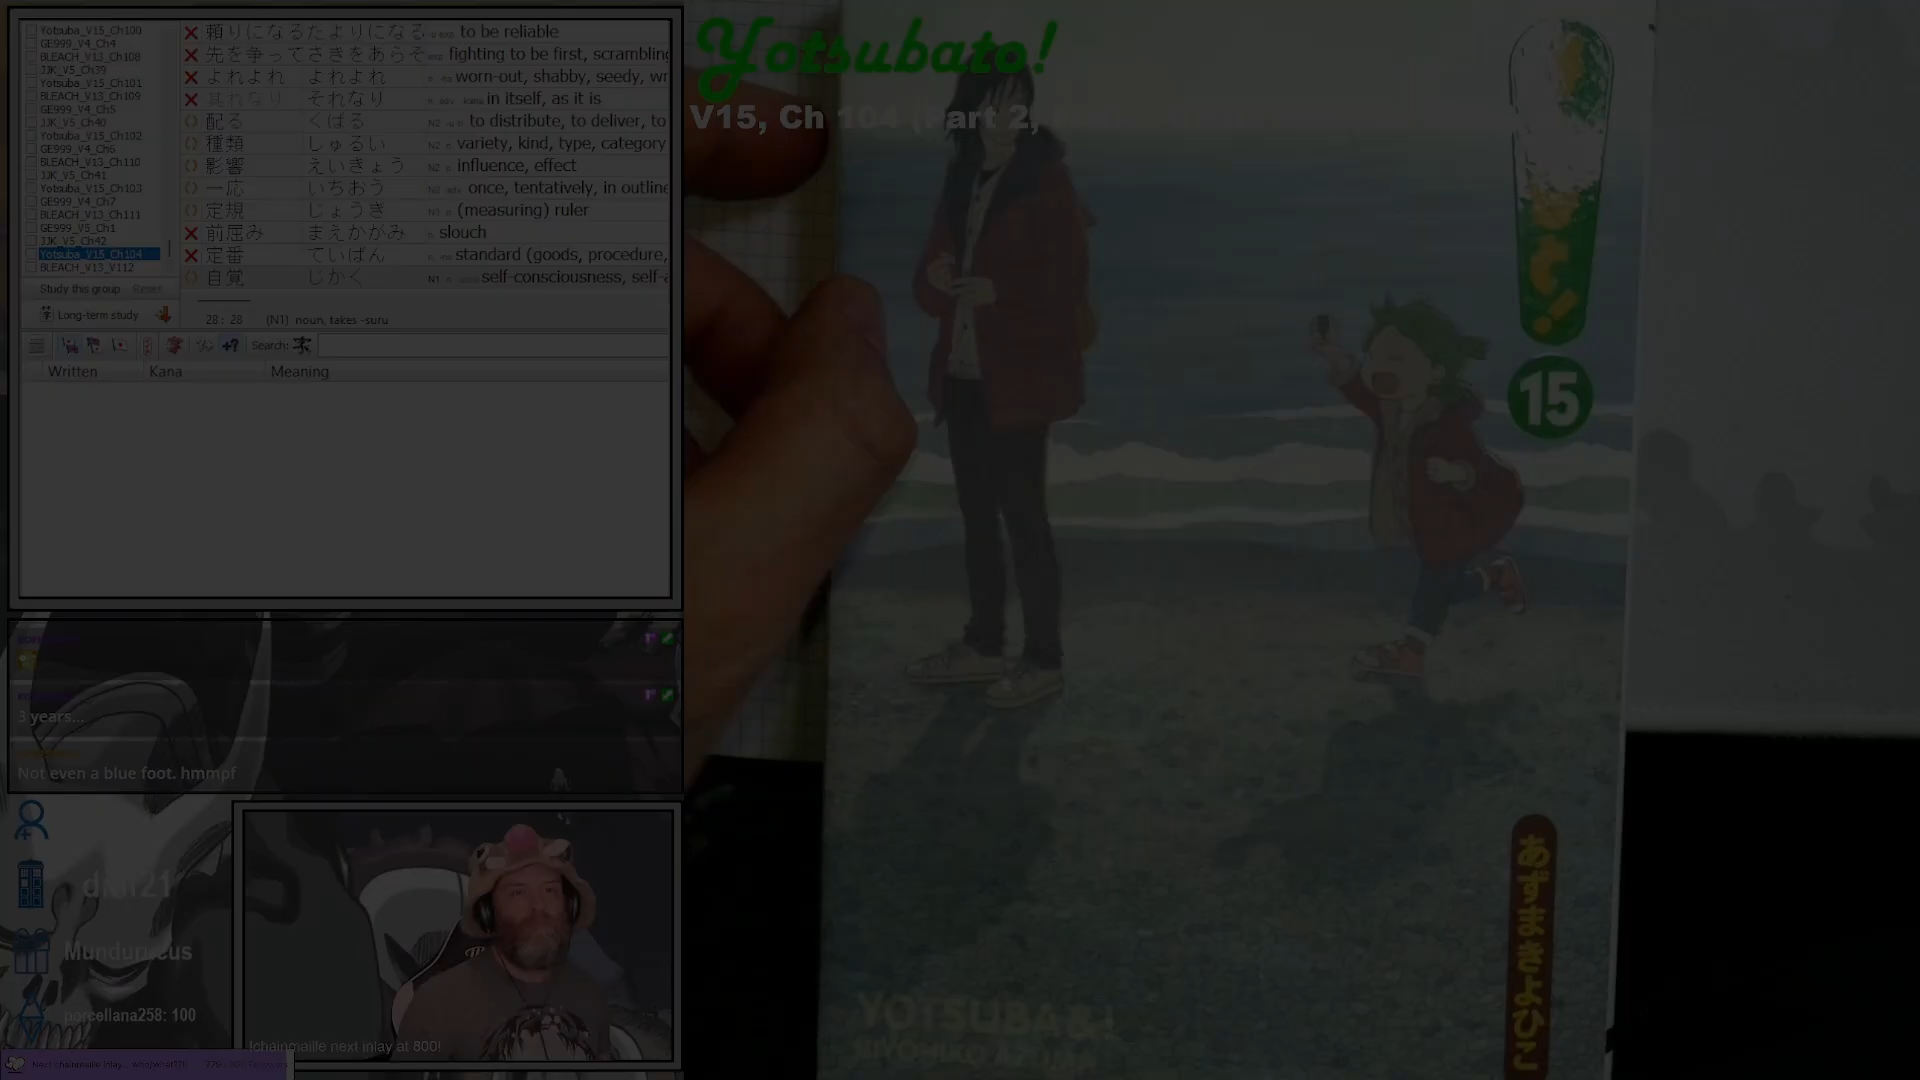 Yotsuba_V15_Ch100
GE999_V4_Ch4
BLEACH_V13_Ch108
JJK_V5_Ch39
Yotsuba_V15_Ch101
BLEACH_V13_Ch109
GE999_V4_Ch5
JJK_V5_Ch40
Yotsuba_V15_Ch102
GE999_V4_Ch6
BLEACH_V13_Ch110
JJK_V5_Ch41
Yotsuba_V15_Ch103
GE999_V4_Ch7
BLEACH_V13_Ch111
GE999_V5_Ch1
JJK_V5_Ch42
Yotsuba_V15_Ch104
BLEACH_V13_V112
Study this group Reset
Long-term study
頼りになる たよりになる to be reliable
先を争って さきをあらそ fighting to be first, scrambling
よれよれ よれよれ worn-out, shabby, seedy, wr
其れなり それなり in itself, as it is
配る くばる N2 to distribute, to deliver, to
種類 しゅるい N2 n. variety, kind, type, category
影響 えいきょう N2 influence, effect
一応 いちおう N2 adv once, tentatively, in outline
定規 じょうぎ (measuring) ruler
前屈み まえかがみ n. slouch
定番 ていばん standard (goods, procedure,
自覚 じかく N1 self-consciousness, self-a
28: 28 (N1) noun, takes -suru
Search:
Written Kana Meaning
3 years...
Not even a blue foot. hmmpf
porcellana258: 100
!chainmaille next inlay at 800!
Yotsubato!
V15, Ch 104, Part 2,
と!
15
あずまきよひこ
YOTSUBA &!
KIYOHIKO AZUMA